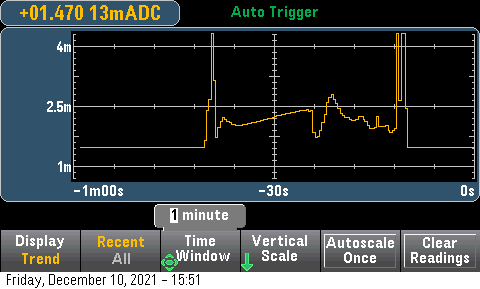 +01.470 13mADC
Auto Trigger
4m
2.5m
1m
-1m00s
-30s
0s
1 minute
Display
Trend
Recent
All
Time
Window
Vertical
Scale
Autoscale
Once
Clear
Readings
Friday, December 10, 2021 - 15:51